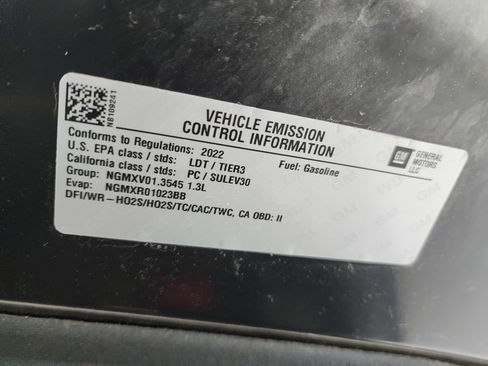 NB109241
VEHICLE EMISSION
CONTROL INFORMATION
Conforms to Regulations: 2022
U.S. EPA class / stds: LDT / TIER3
Fuel: Gasoline
California class / stds: PC / SULEV30
Group: NGMXV01.3545 1.3L
Evap: NGMXR01023BB
DFI/WR-HO2S/HO2S/TC/CAC/TWC, CA OBD: II
GM
GENERAL
MOTORS
LLC